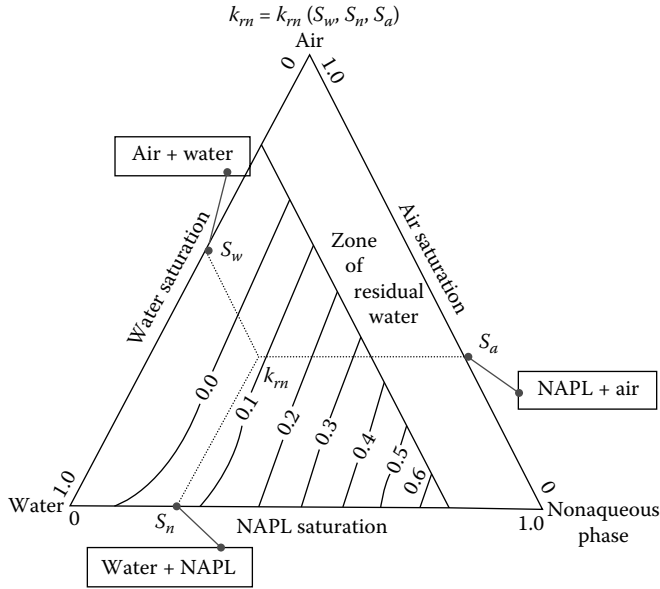 k_rn = k_rn (S_w, S_n, S_a)
Air
0
1.0
Air + water
Water saturation
Air saturation
S_w
Zone
of
residual
water
S_a
k_rn
NAPL + air
0.0
0.1
0.2
0.3
0.4
0.5
0.6
1.0
0
Water
0
S_n
NAPL saturation
1.0
Nonaqueous
phase
Water + NAPL